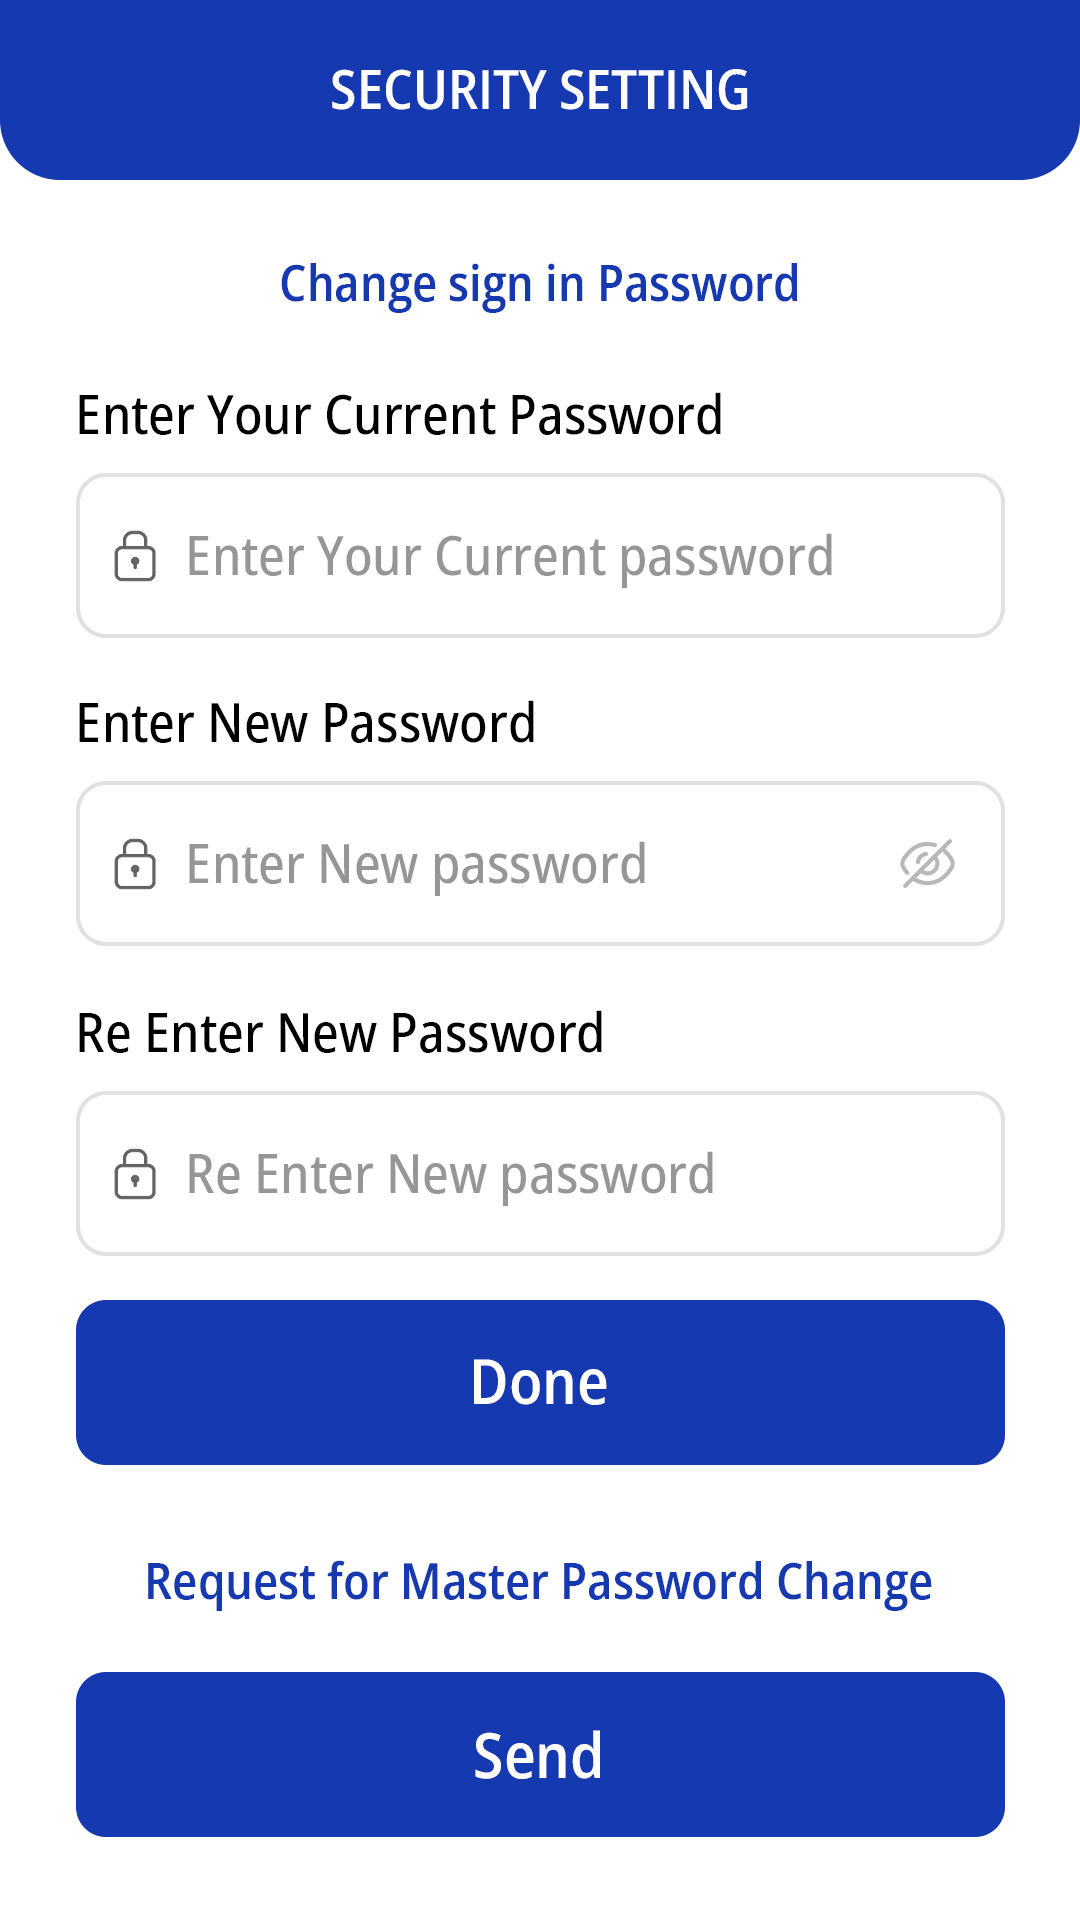 SECURITY SETTING
Change sign in Password
Enter Your Current Password
Enter Your Current password
Enter New Password
Enter New password
Re Enter New Password
Re Enter New password
Done
Request for Master Password Change
Send